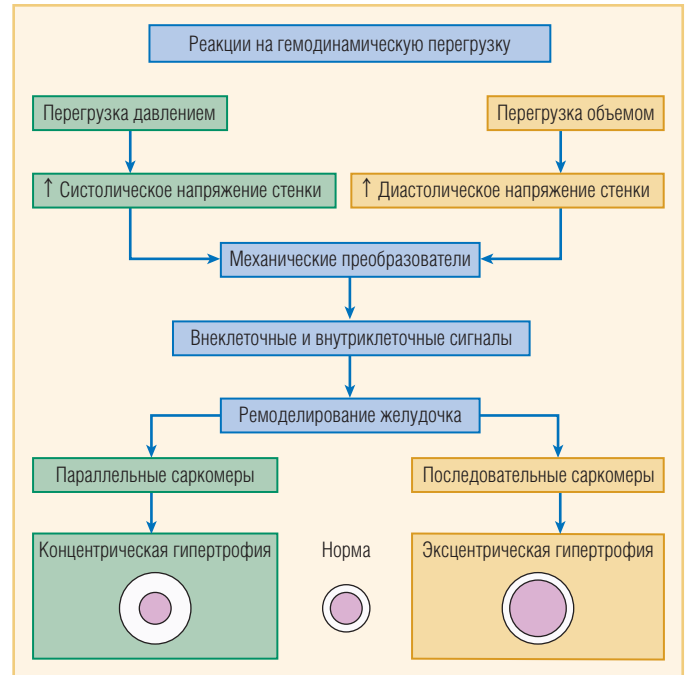 Реакции на гемодинамическую перегрузку
Перегрузка давлением
Перегрузка объемом
↑ Систолическое напряжение стенки
↑ Диастолическое напряжение стенки
Механические преобразователи
Внеклеточные и внутриклеточные сигналы
Ремоделирование желудочка
Параллельные саркомеры
Последовательные саркомеры
Концентрическая гипертрофия
Норма
Эксцентрическая гипертрофия